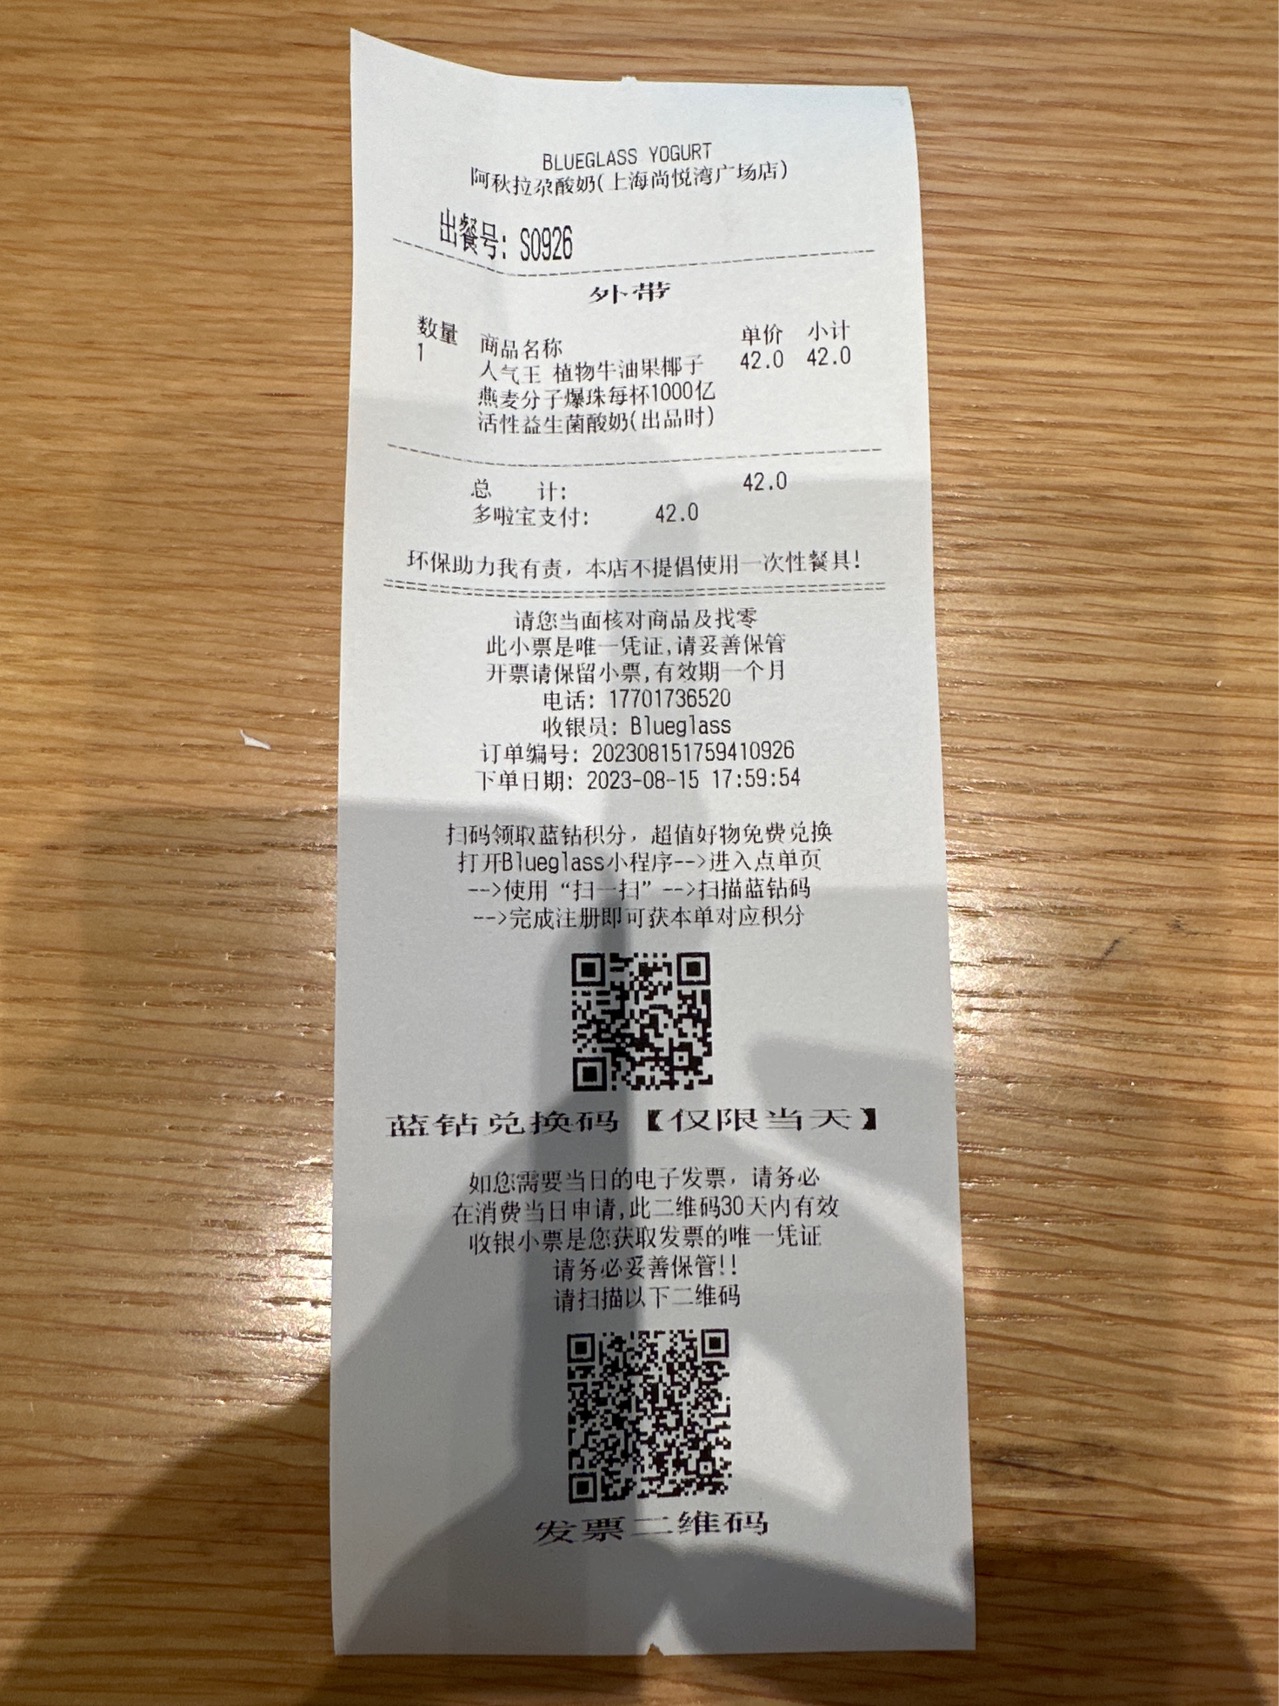 BLUEGLASS YOGURT
阿秋拉尕酸奶(上海尚悦湾广场店)
出餐号: S0926
外带
数量 商品名称 单价 小计
1 人气王 植物牛油果椰子 42.0 42.0
燕麦分子爆珠每杯1000亿
活性益生菌酸奶(出品时)
总 计: 42.0
多啦宝支付: 42.0
环保助力我有责，本店不提倡使用一次性餐具!
请您当面核对商品及找零
此小票是唯一凭证,请妥善保管
开票请保留小票,有效期一个月
电话: 17701736520
收银员: Blueglass
订单编号: 202308151759410926
下单日期: 2023-08-15 17:59:54
扫码领取蓝钻积分，超值好物免费兑换
打开Blueglass小程序-->进入点单页
-->使用“扫一扫”-->扫描蓝钻码
-->完成注册即可获本单对应积分
蓝钻兑换码【仅限当天】
如您需要当日的电子发票，请务必
在消费当日申请,此二维码30天内有效
收银小票是您获取发票的唯一凭证
请务必妥善保管!!
请扫描以下二维码
发票二维码